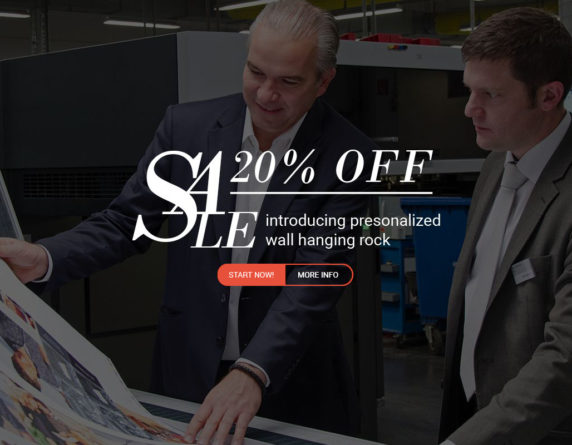 SALE
20% OFF
introducing presonalized
wall hanging rock
START NOW!
MORE INFO